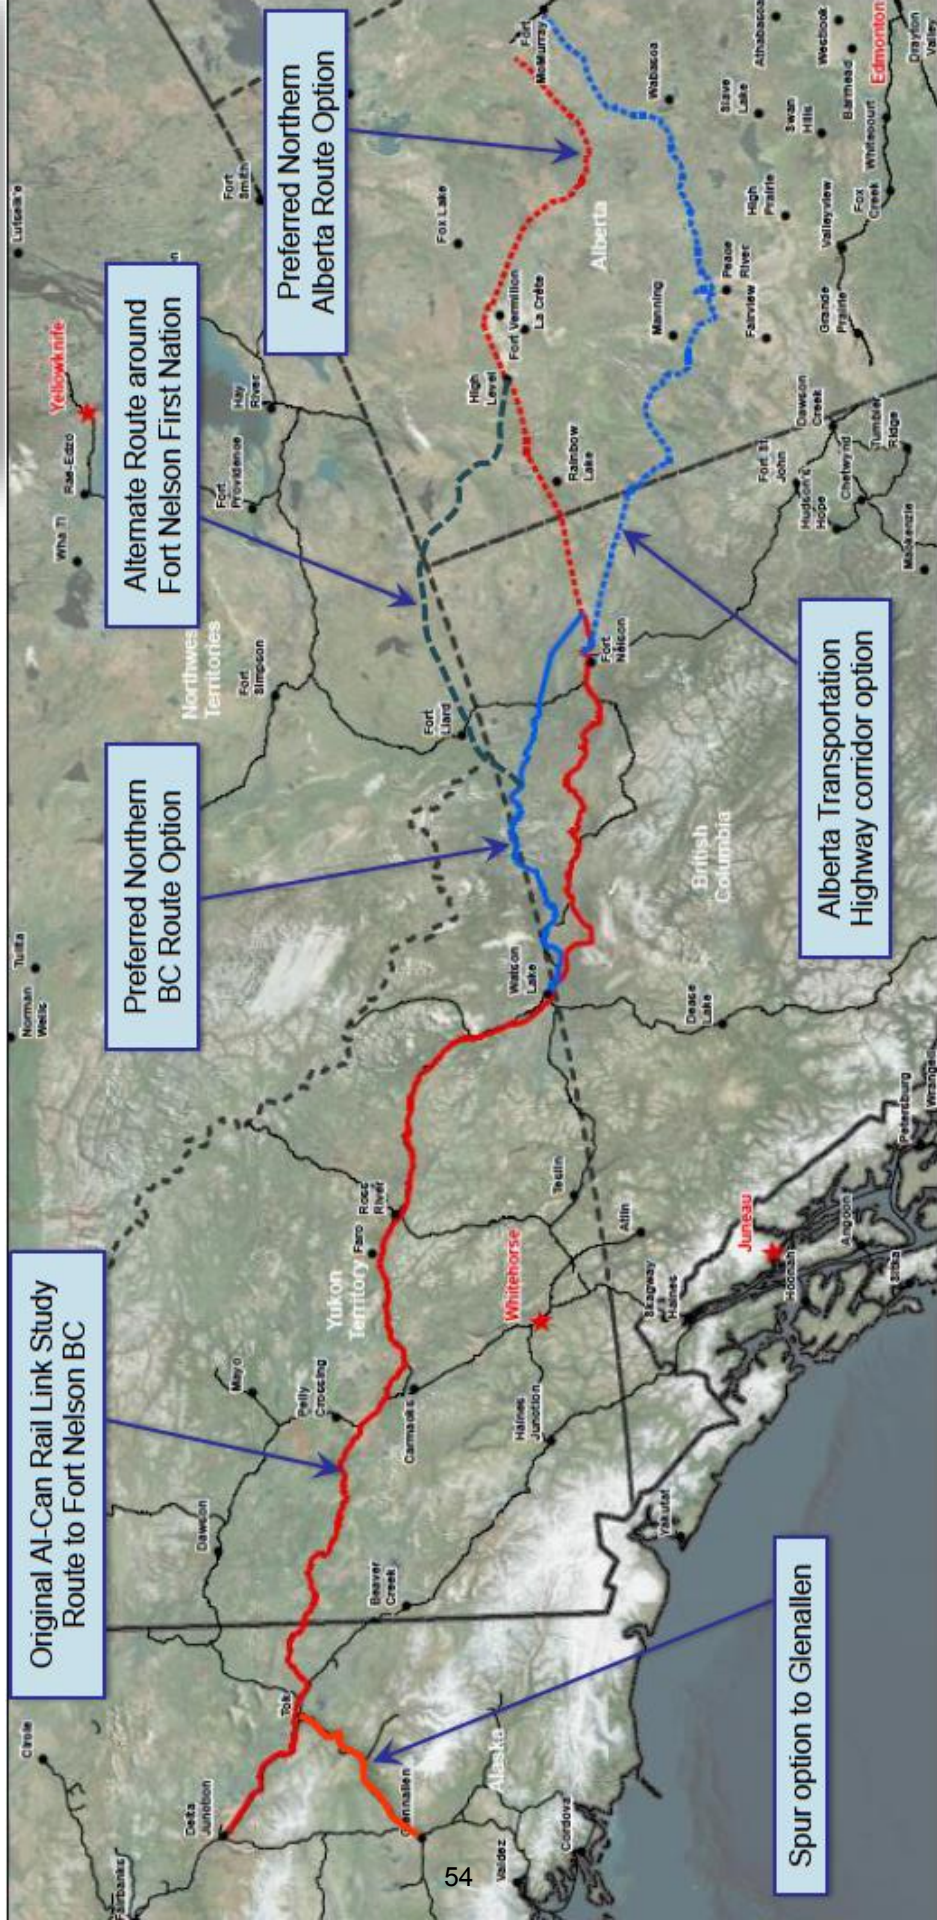 Original Al-Can Rail Link Study
Route to Fort Nelson BC
Norman
Wells
Tulita
Lutselk'e
Circle
Wha Ti
Rae-Edzo
Yellowknife
Preferred Northern
BC Route Option
Alternate Route around
Fort Nelson First Nation
Fairbanks
Delta
Junction
Dawson
Mayo
Northwes
Territories
Fort
Simpson
Fort
Providence
Hay
River
Fort
Smith
Preferred Northern
Alberta Route Option
Tok
Pelly
Crossing
Yukon
Territory
Faro
Ross
River
Beaver
Creek
Carmacks
Glennallen
Fort
Liard
Fox Lake
High
Level
Fort Vermilion
La Crête
Fort
McMurray
Alaska
Valdez
Cordova
Haines
Junction
Whitehorse
Teslin
Watson
Lake
Rainbow
Lake
Fort
Nelson
Alberta
Atlin
Skagway
Haines
Yakutat
Dease
Lake
British
Columbia
Manning
Wabasca
Peace
River
Fairview
High
Prairie
Slave
Lake
Swan
Hills
Athabasca
Juneau
Hoonah
Angoon
Sitka
Petersburg
Wrangel
Fort St.
John
Hudson's
Hope
Dawson
Creek
Chetwynd
Tumbler
Ridge
Mackenzie
Grande
Prairie
Valleyview
Fox
Creek
Whitecourt
Barrhead
Westlock
Edmonton
Drayton
Valley
Spur option to Glenallen
Alberta Transportation
Highway corridor option
54